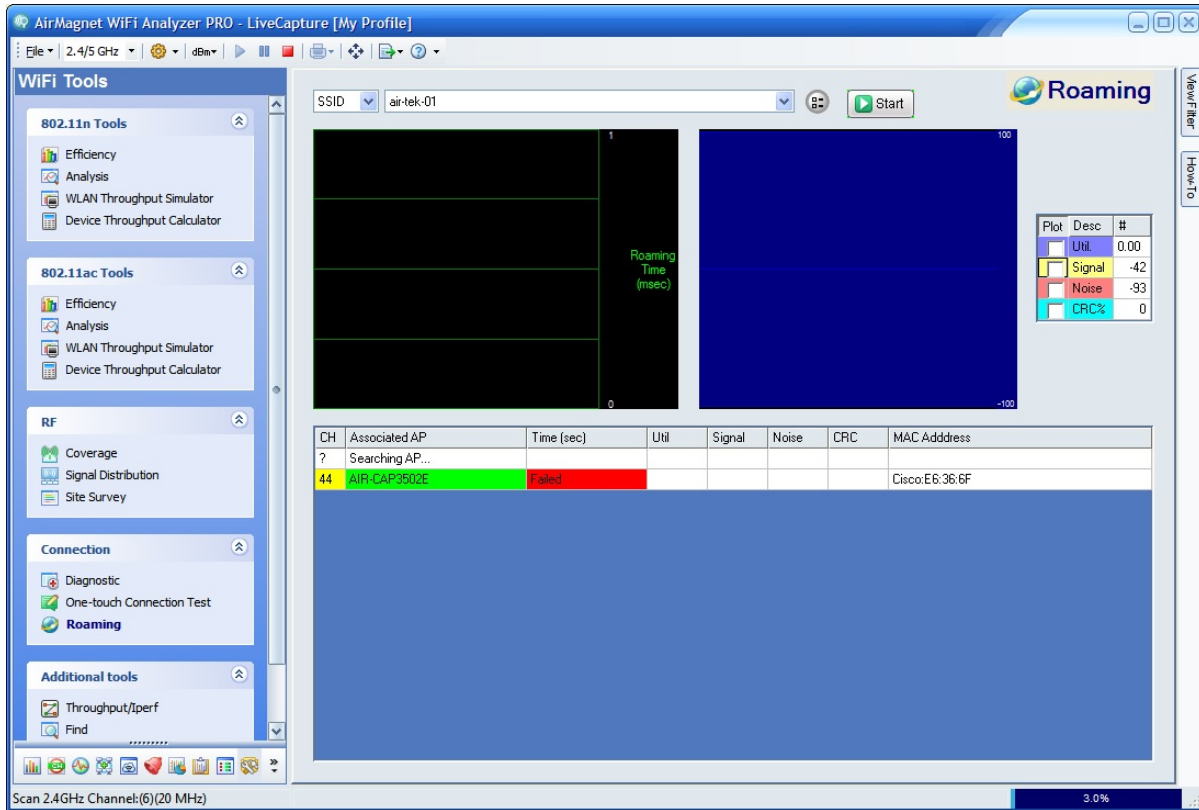 AirMagnet WiFi Analyzer PRO - LiveCapture [My Profile]
File 2.4/5 GHz dBm
WiFi Tools
802.11n Tools
Efficiency
Analysis
WLAN Throughput Simulator
Device Throughput Calculator
802.11ac Tools
Efficiency
Analysis
WLAN Throughput Simulator
Device Throughput Calculator
RF
Coverage
Signal Distribution
Site Survey
Connection
Diagnostic
One-touch Connection Test
Roaming
Additional tools
Throughput/Iperf
Find
SSID air-tek-01 Start
Roaming
1
Roaming
Time
(msec)
0
100
-100
Plot Desc #
Util. 0.00
Signal -42
Noise -93
CRC% 0
CH Associated AP Time (sec) Util Signal Noise CRC MAC Adddress
? Searching AP...
44 AIR-CAP3502E Failed Cisco:E6:36:6F
View Filter
How-To
Scan 2.4GHz Channel:(6)(20 MHz) 3.0%